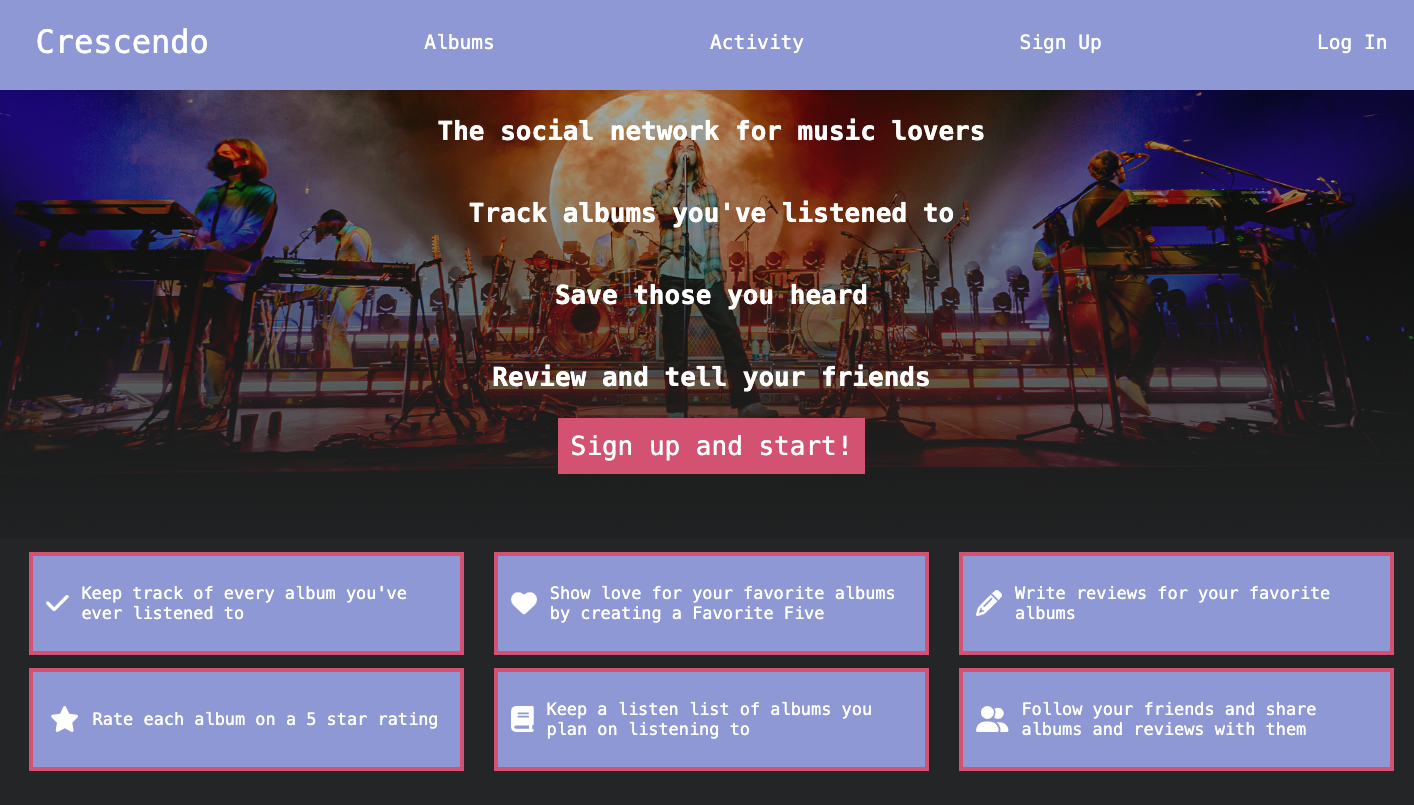 Crescendo
Albums
Activity
Sign Up
Log In
The social network for music lovers
Track albums you've listened to
Save those you heard
Review and tell your friends
Sign up and start!
Keep track of every album you've
ever listened to
Show love for your favorite albums
by creating a Favorite Five
Write reviews for your favorite
albums
Rate each album on a 5 star rating
Keep a listen list of albums you
plan on listening to
Follow your friends and share
albums and reviews with them